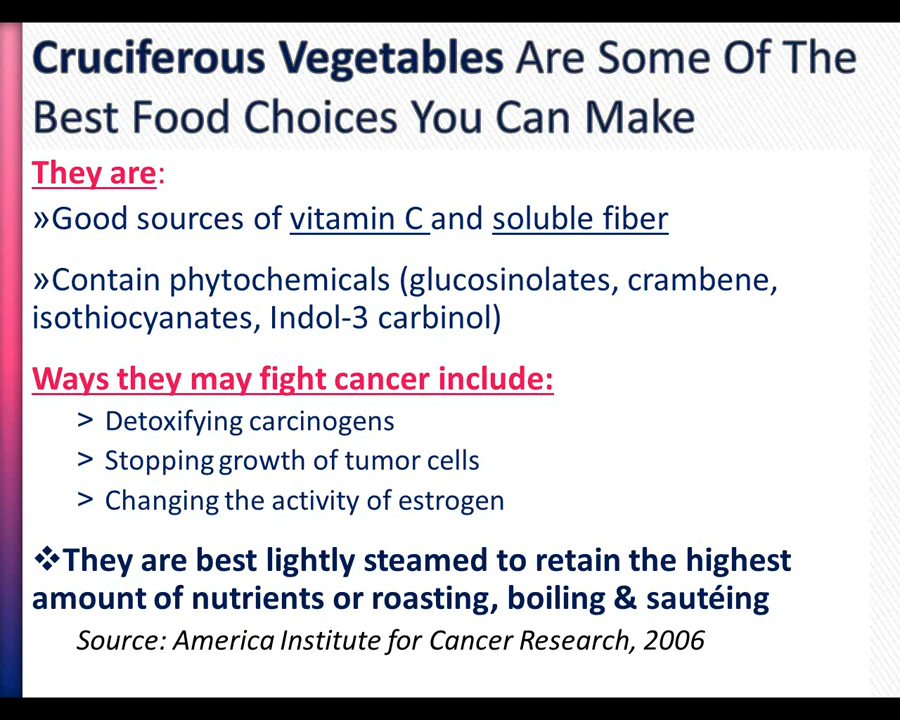 Cruciferous Vegetables Are Some Of The
Best Food Choices You Can Make
They are:
»Good sources of vitamin C and soluble fiber
»Contain phytochemicals (glucosinolates, crambene,
isothiocyanates, Indol-3 carbinol)
Ways they may fight cancer include:
> Detoxifying carcinogens
> Stopping growth of tumor cells
> Changing the activity of estrogen
❖They are best lightly steamed to retain the highest
amount of nutrients or roasting, boiling & sautéing
Source: America Institute for Cancer Research, 2006